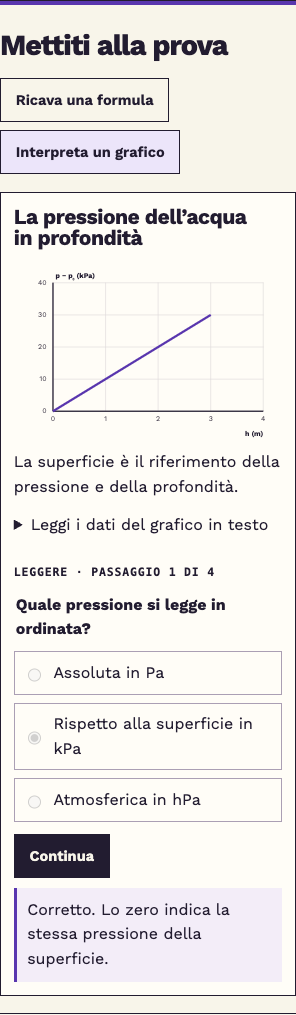 Mettiti alla prova
Ricava una formula
Interpreta un grafico
La pressione dell’acqua
in profondità
p − pₛ (kPa)
40
30
20
10
0
0 1 2 3 4
h (m)
La superficie è il riferimento della
pressione e della profondità.
▶ Leggi i dati del grafico in testo
LEGGERE · PASSAGGIO 1 DI 4
Quale pressione si legge in
ordinata?
Assoluta in Pa
Rispetto alla superficie in
kPa
Atmosferica in hPa
Continua
Corretto. Lo zero indica la
stessa pressione della
superficie.